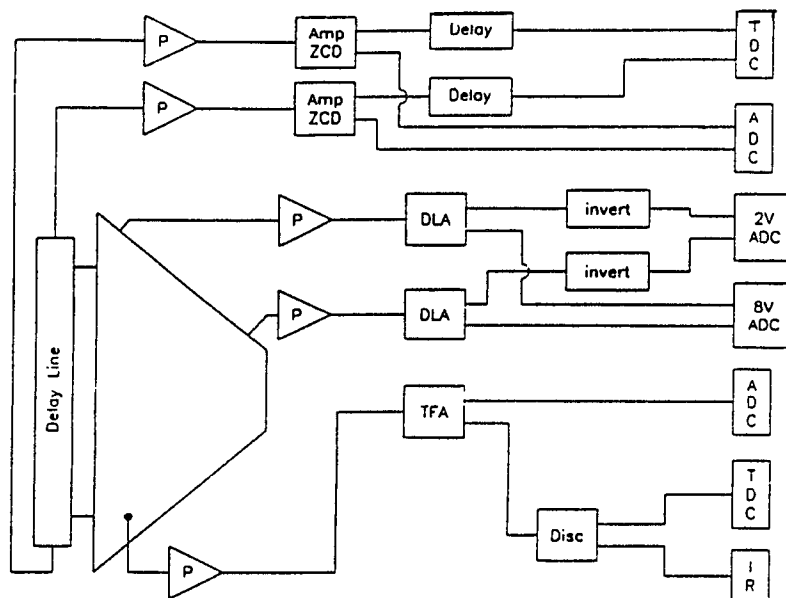 P
Amp
ZCD
Delay
T
D
C
P
Amp
ZCD
Delay
A
D
C
P
DLA
invert
2V
ADC
invert
P
DLA
8V
ADC
Delay Line
TFA
A
D
C
T
D
C
Disc
P
I
R